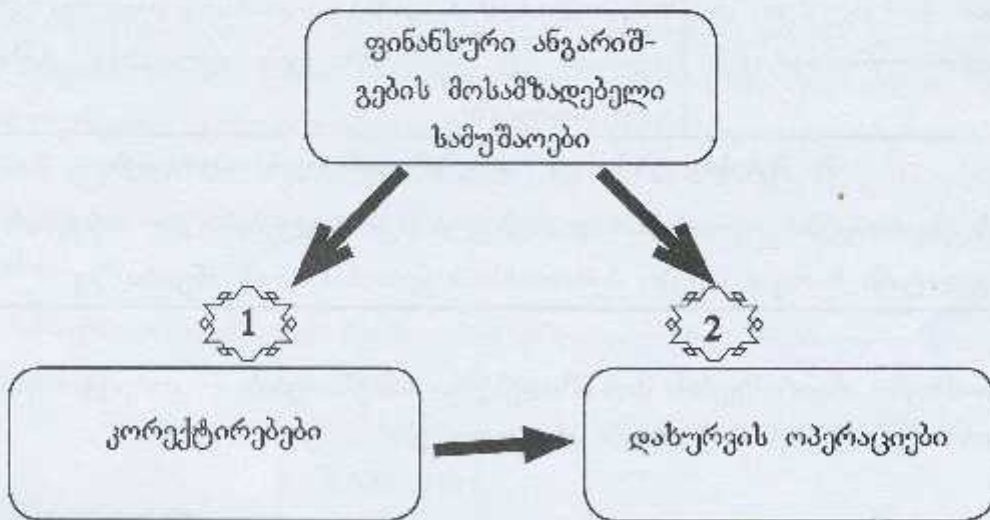 ფინანსური ანგარიშ-
გების მოსამზადებელი
სამუშაოები
1
2
კორექტირებები
დახურვის ოპერაციები